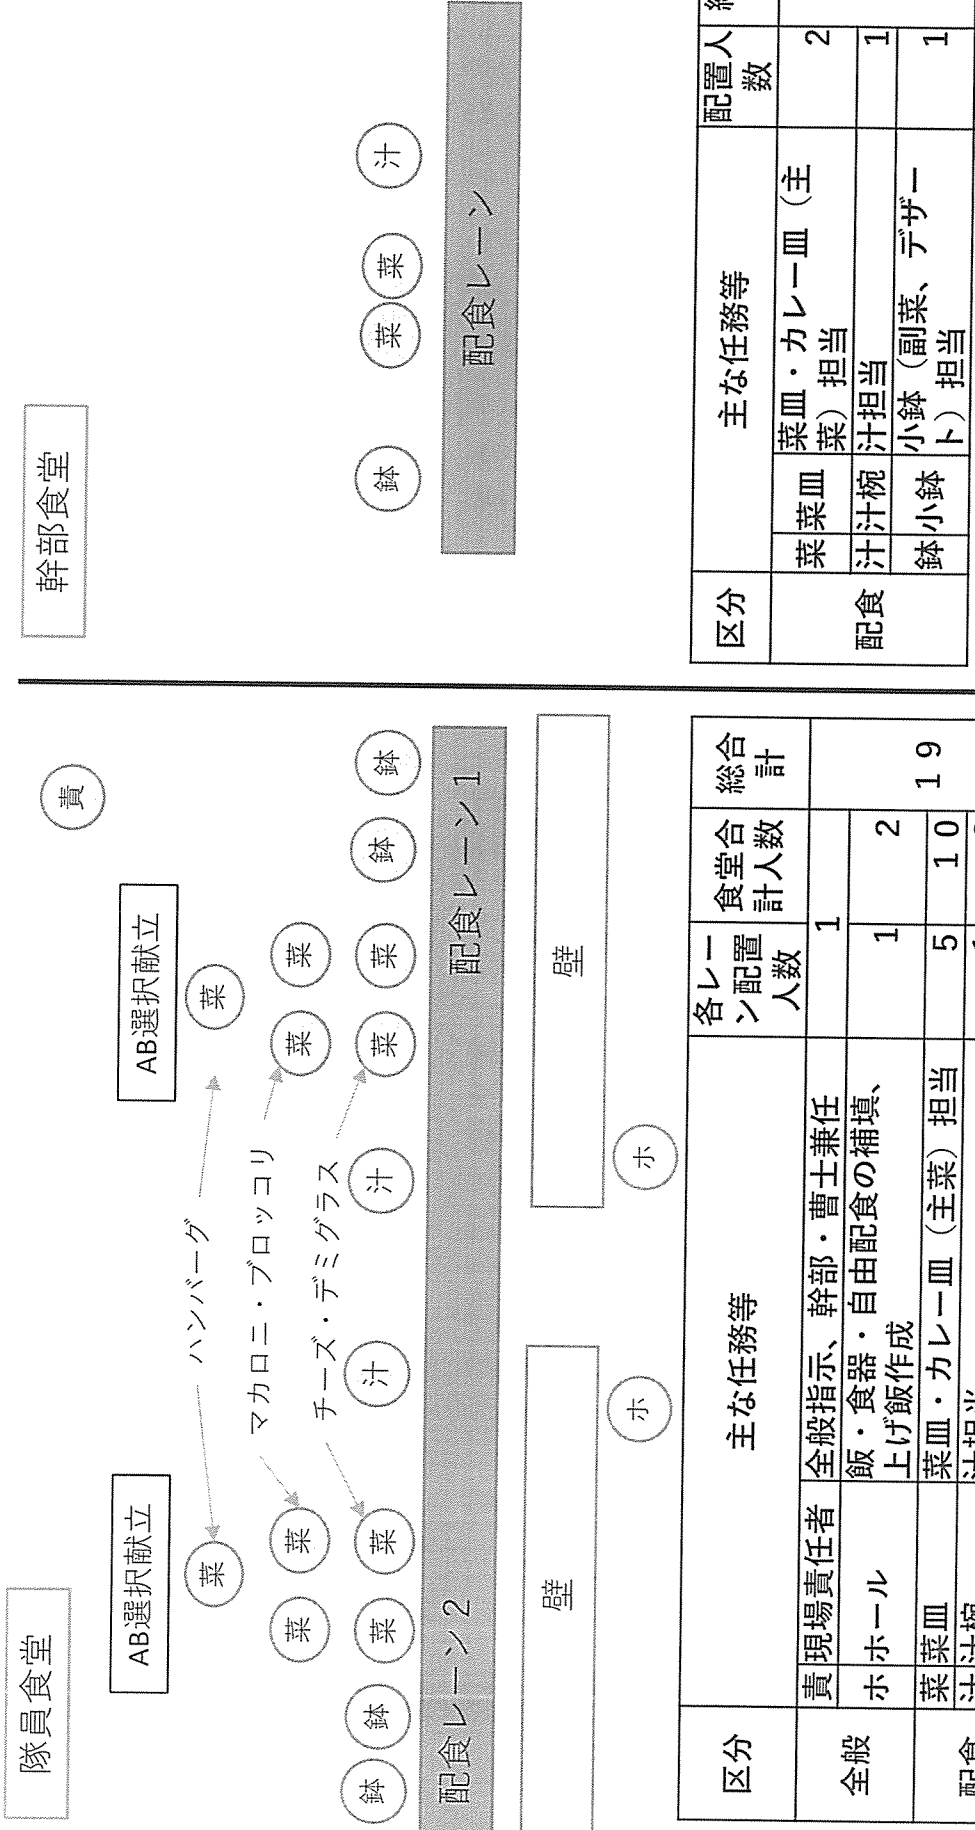 隊員食堂
AB選択献立
AB選択献立
責
ハンバーグ
マカロニ・ブロッコリ
チーズ・デミグラス
菜
菜
菜
菜
菜
菜
菜
菜
菜
菜
鉢
鉢
汁
汁
鉢
鉢
配食レーン2
配食レーン1
壁
壁
ホ
ホ
区分
主な任務等
各レー
ン配置
人数
食堂合
計人数
総合
計
全般
責
現場責任者
全般指示、幹部・曹士兼任
1
19
ホ
ホール
飯・食器・自由配食の補填、
上げ飯作成
1
2
配食
菜
菜皿
菜皿・カレー皿（主菜）担当
5
10
汁
汁椀
汁担当
幹部食堂
鉢
菜
菜
汁
配食レーン
区分
主な任務等
配置人
数
配食
菜
菜皿
菜皿・カレー皿（主
菜）担当
2
汁
汁椀
汁担当
1
鉢
小鉢
小鉢（副菜、デザー
ト）担当
1